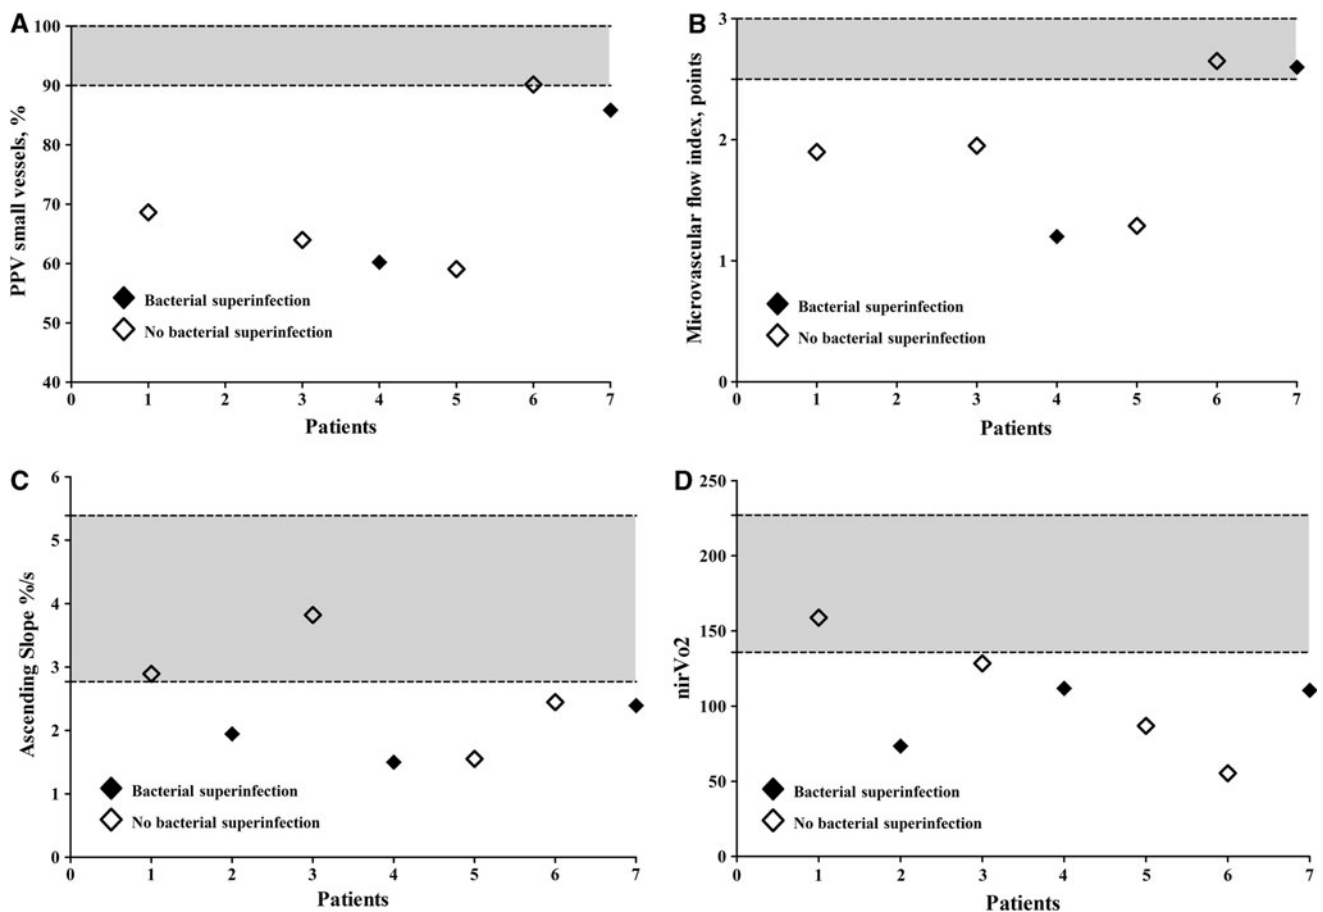 A
100
90
80
70
60
50
40
0 1 2 3 4 5 6 7
PPV small vessels, %
Patients
Bacterial superinfection
No bacterial superinfection
B
3
2
1
0
0 1 2 3 4 5 6 7
Microvascular flow index, points
Patients
Bacterial superinfection
No bacterial superinfection
C
6
5
4
3
2
1
0
0 1 2 3 4 5 6 7
Ascending Slope %/s
Patients
Bacterial superinfection
No bacterial superinfection
D
250
200
150
100
50
0
0 1 2 3 4 5 6 7
nirVo2
Patients
Bacterial superinfection
No bacterial superinfection